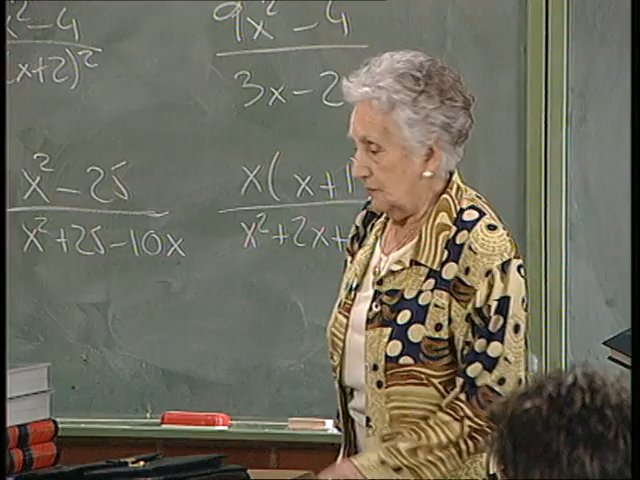 x² - 4
(x+2)²
9x² - 4
3x - 2
x² - 25
x² + 25 - 10x
x(x+1
x² + 2x +